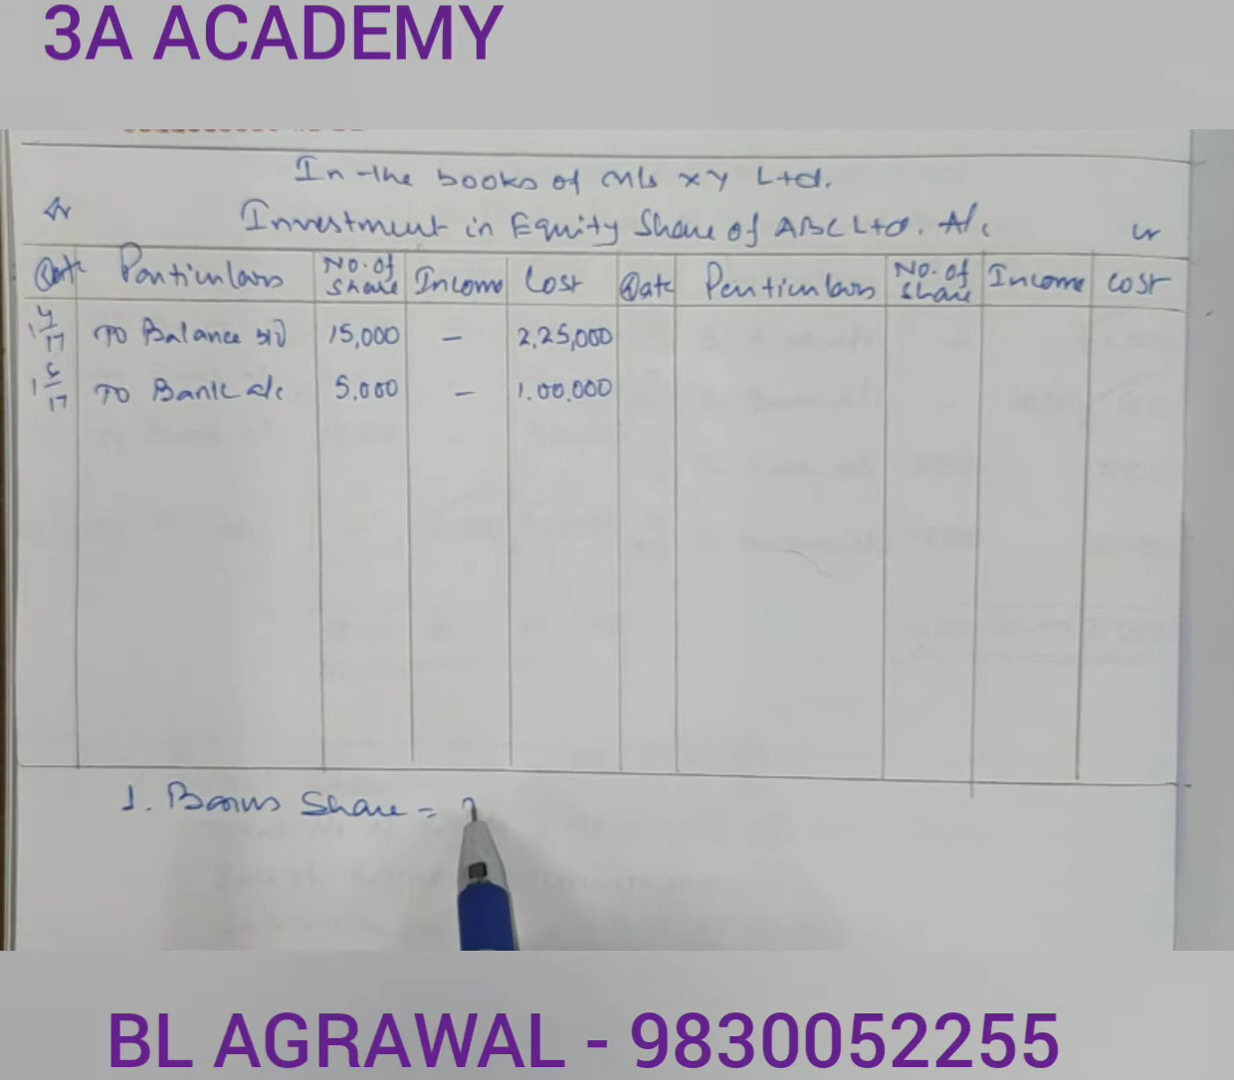 3A ACADEMY
In the books of M/s XY Ltd.
Dr
Investment in Equity Share of ABC Ltd. A/c
Cr
Date Particulars No. of Share Income Cost Date Particulars No. of Share Income Cost
1/4/17 To Balance b/d 15,000 - 2,25,000
1/6/17 To Bank a/c 5,000 - 1,00,000
1. Bonus Share =
BL AGRAWAL - 9830052255